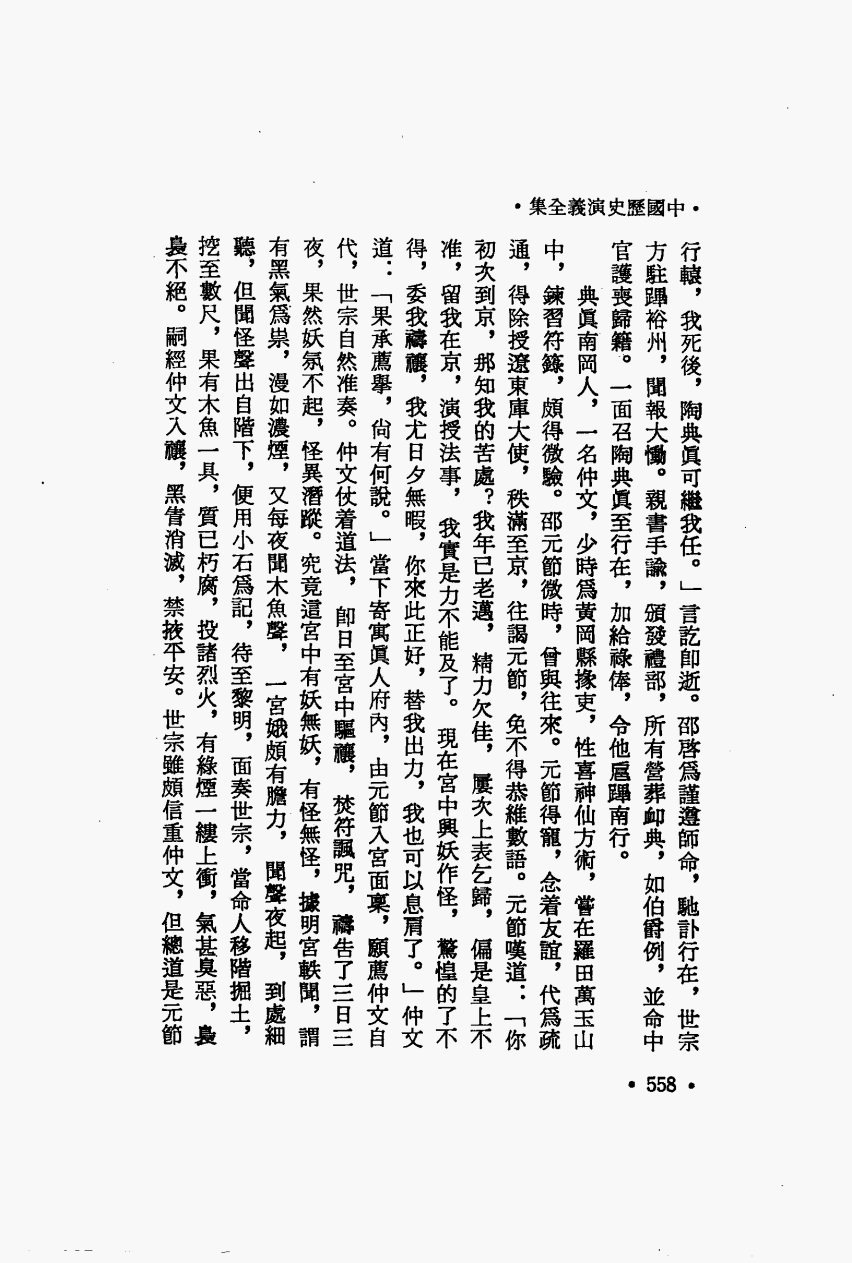 •中國歷史演義全集•
行轅，我死後，陶典眞可繼我任。」言訖卽逝。邵啓爲謹遵師命，馳訃行在，世宗
方駐蹕裕州，聞報大慟。親書手諭，頒發禮部，所有營葬卹典，如伯爵例，並命中
官護喪歸籍。一面召陶典眞至行在，加給祿俸，令他扈蹕南行。
典眞南岡人，一名仲文，少時爲黃岡縣掾吏，性喜神仙方術，嘗在羅田萬玉山
中，鍊習符籙，頗得微驗。邵元節微時，曾與往來。元節得寵，念着友誼，代爲疏
通，得除授遼東庫大使，秩滿至京，往謁元節，免不得恭維數語。元節嘆道：「你
初次到京，那知我的苦處？我年已老邁，精力欠佳，屢次上表乞歸，偏是皇上不
准，留我在京，演授法事，我實是力不能及了。現在宮中興妖作怪，驚惶的了不
得，委我禱禳，我尤日夕無暇，你來此正好，替我出力，我也可以息肩了。」仲文
道：「果承薦擧，尙有何說。」當下寄寓眞人府內，由元節入宮面稟，願薦仲文自
代，世宗自然准奏。仲文仗着道法，卽日至宮中驅禳，焚符諷咒，禱告了三日三
夜，果然妖氛不起，怪異潛蹤。究竟這宮中有妖無妖，有怪無怪，據明宮軼聞，謂
有黑氣爲祟，漫如濃煙，又每夜聞木魚聲，一宮娥頗有膽力，聞聲夜起，到處細
聽，但聞怪聲出自階下，便用小石爲記，待至黎明，面奏世宗，當命人移階掘土，
挖至數尺，果有木魚一具，質已朽腐，投諸烈火，有綠煙一縷上衝，氣甚臭惡，裊
裊不絕。嗣經仲文入禳，黑眚消滅，禁掖平安。世宗雖頗信重仲文，但總道是元節
•558•